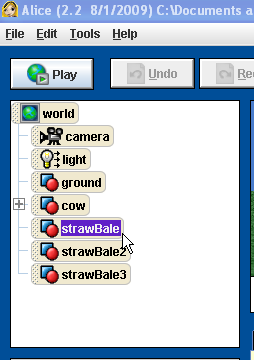 Alice (2.2 8/1/2009) C:\Documents a
File Edit Tools Help
Play Undo Re
world
camera
light
ground
cow
strawBale
strawBale2
strawBale3